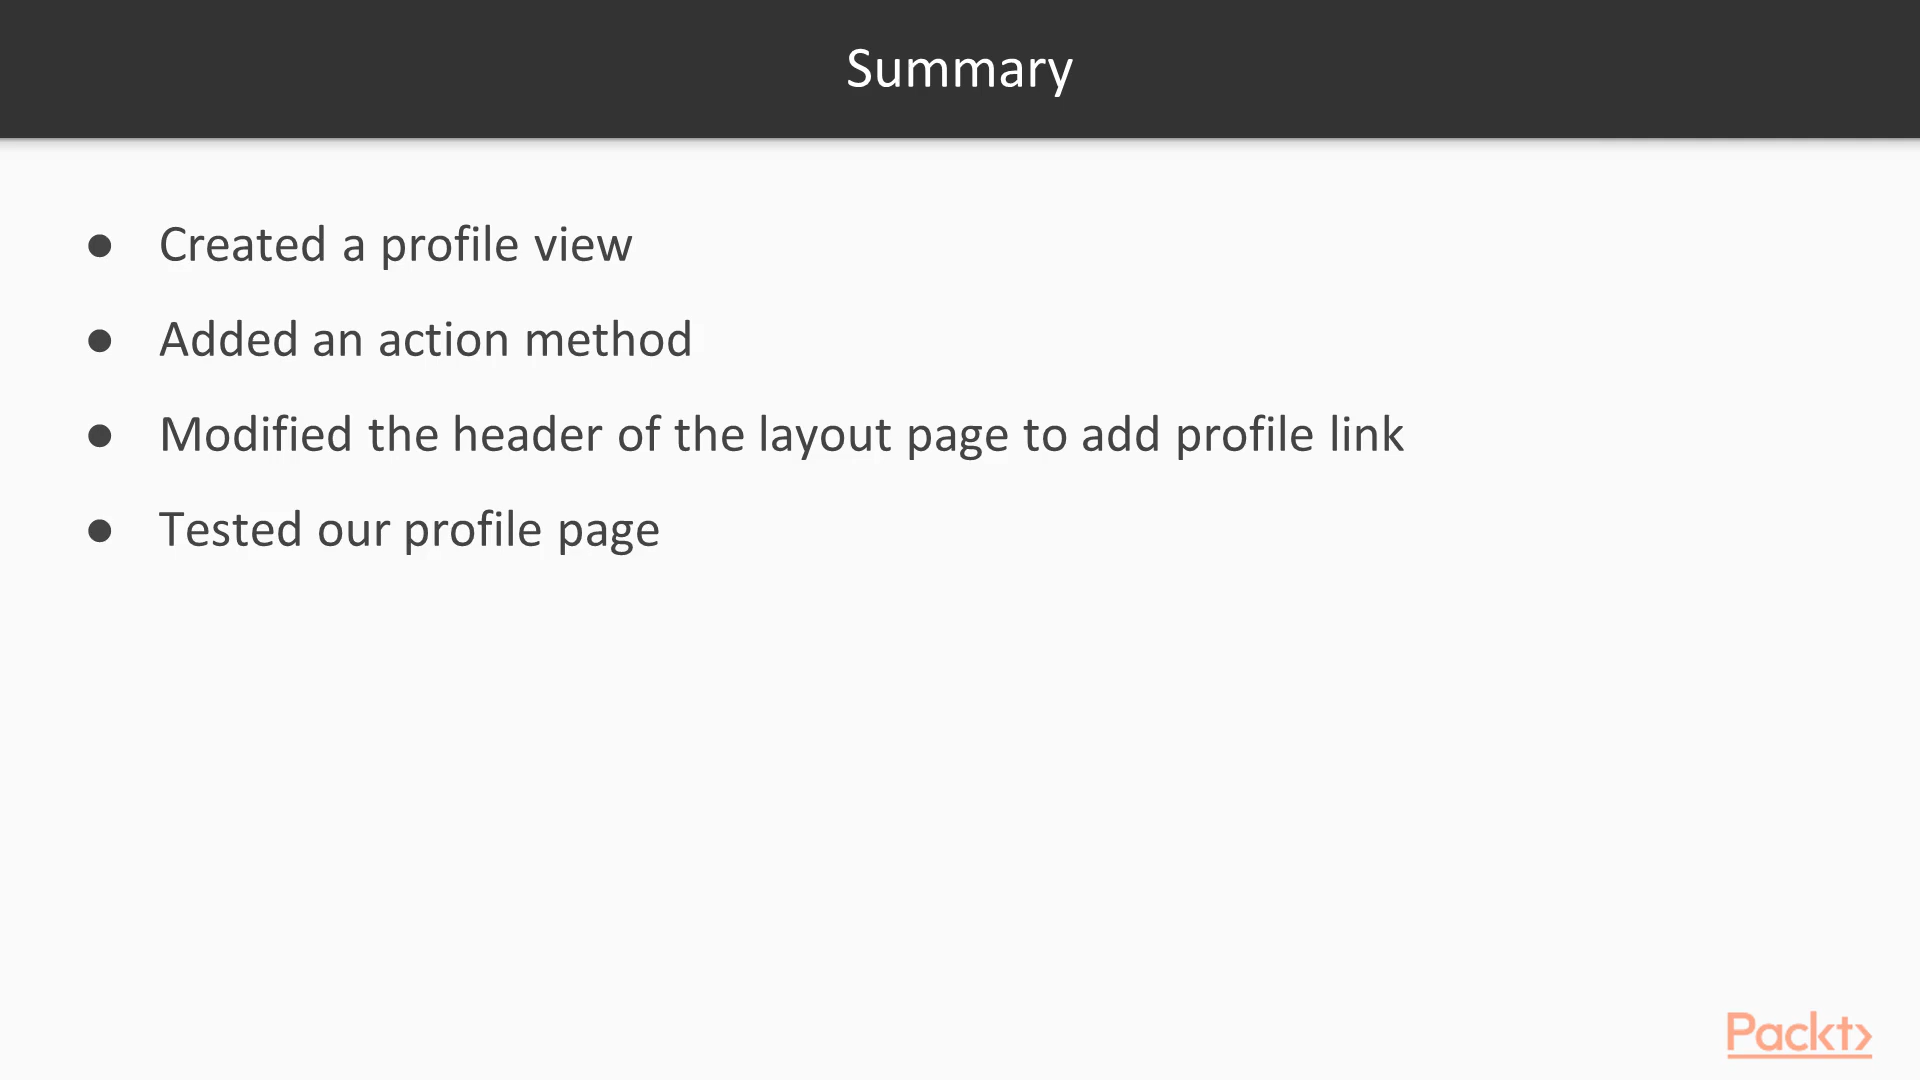 Summary
● Created a profile view
● Added an action method
● Modified the header of the layout page to add profile link
● Tested our profile page
Packt>